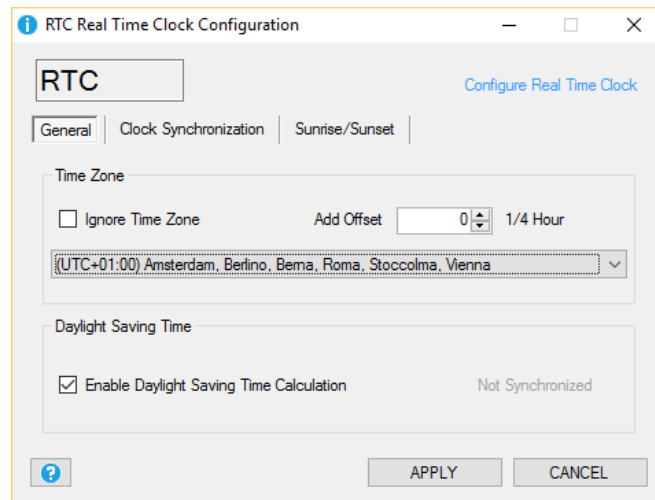 RTC Real Time Clock Configuration
RTC
Configure Real Time Clock
General Clock Synchronization Sunrise/Sunset
Time Zone
Ignore Time Zone Add Offset 0 1/4 Hour
(UTC+01:00) Amsterdam, Berlino, Berna, Roma, Stoccolma, Vienna
Daylight Saving Time
Enable Daylight Saving Time Calculation Not Synchronized
APPLY CANCEL